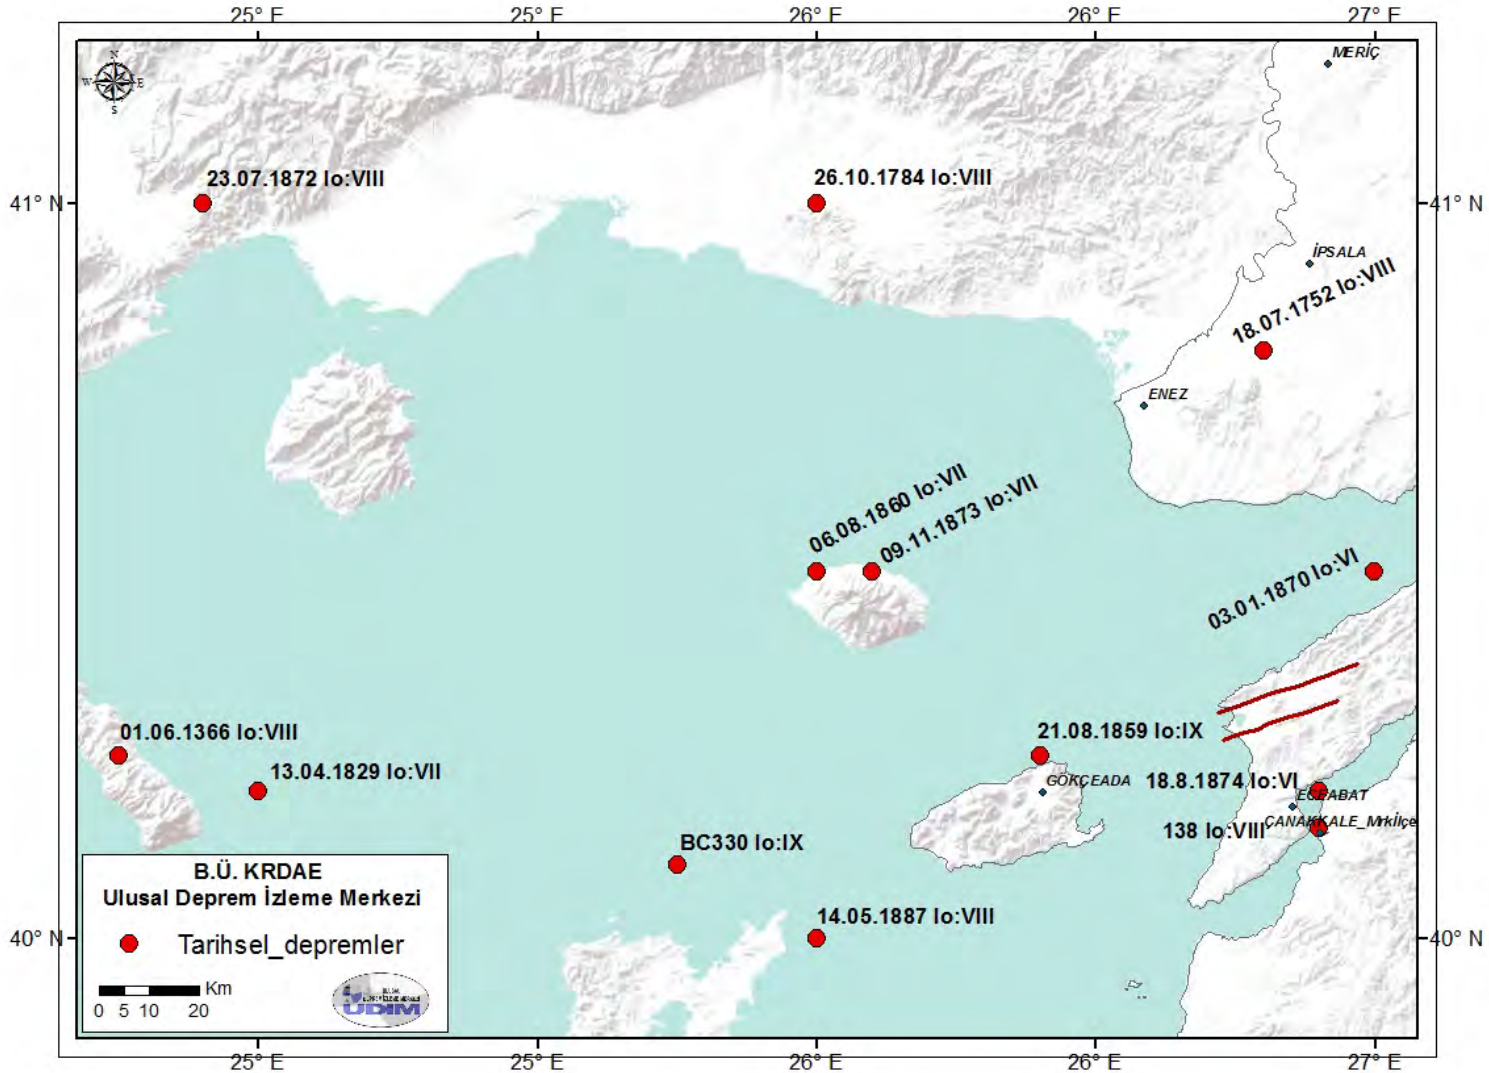 25° E 25° E 26° E 26° E 27° E
N
W E
S
MERİÇ
23.07.1872 Io:VIII
26.10.1784 Io:VIII
41° N
41° N
İPSALA
18.07.1752 Io:VIII
ENEZ
06.08.1860 Io:VII
09.11.1873 Io:VII
03.01.1870 Io:VI
01.06.1366 Io:VIII
13.04.1829 Io:VII
21.08.1859 Io:IX
GÖKÇEADA
18.8.1874 Io:VI
ECEABAT
ÇANAKKALE_Mrkilçe
138 Io:VIII
BC330 Io:IX
14.05.1887 Io:VIII
B.Ü. KRDAE
Ulusal Deprem İzleme Merkezi
Tarihsel_depremler
Km
0 5 10 20
UDİM
40° N
40° N
25° E 25° E 26° E 26° E 27° E